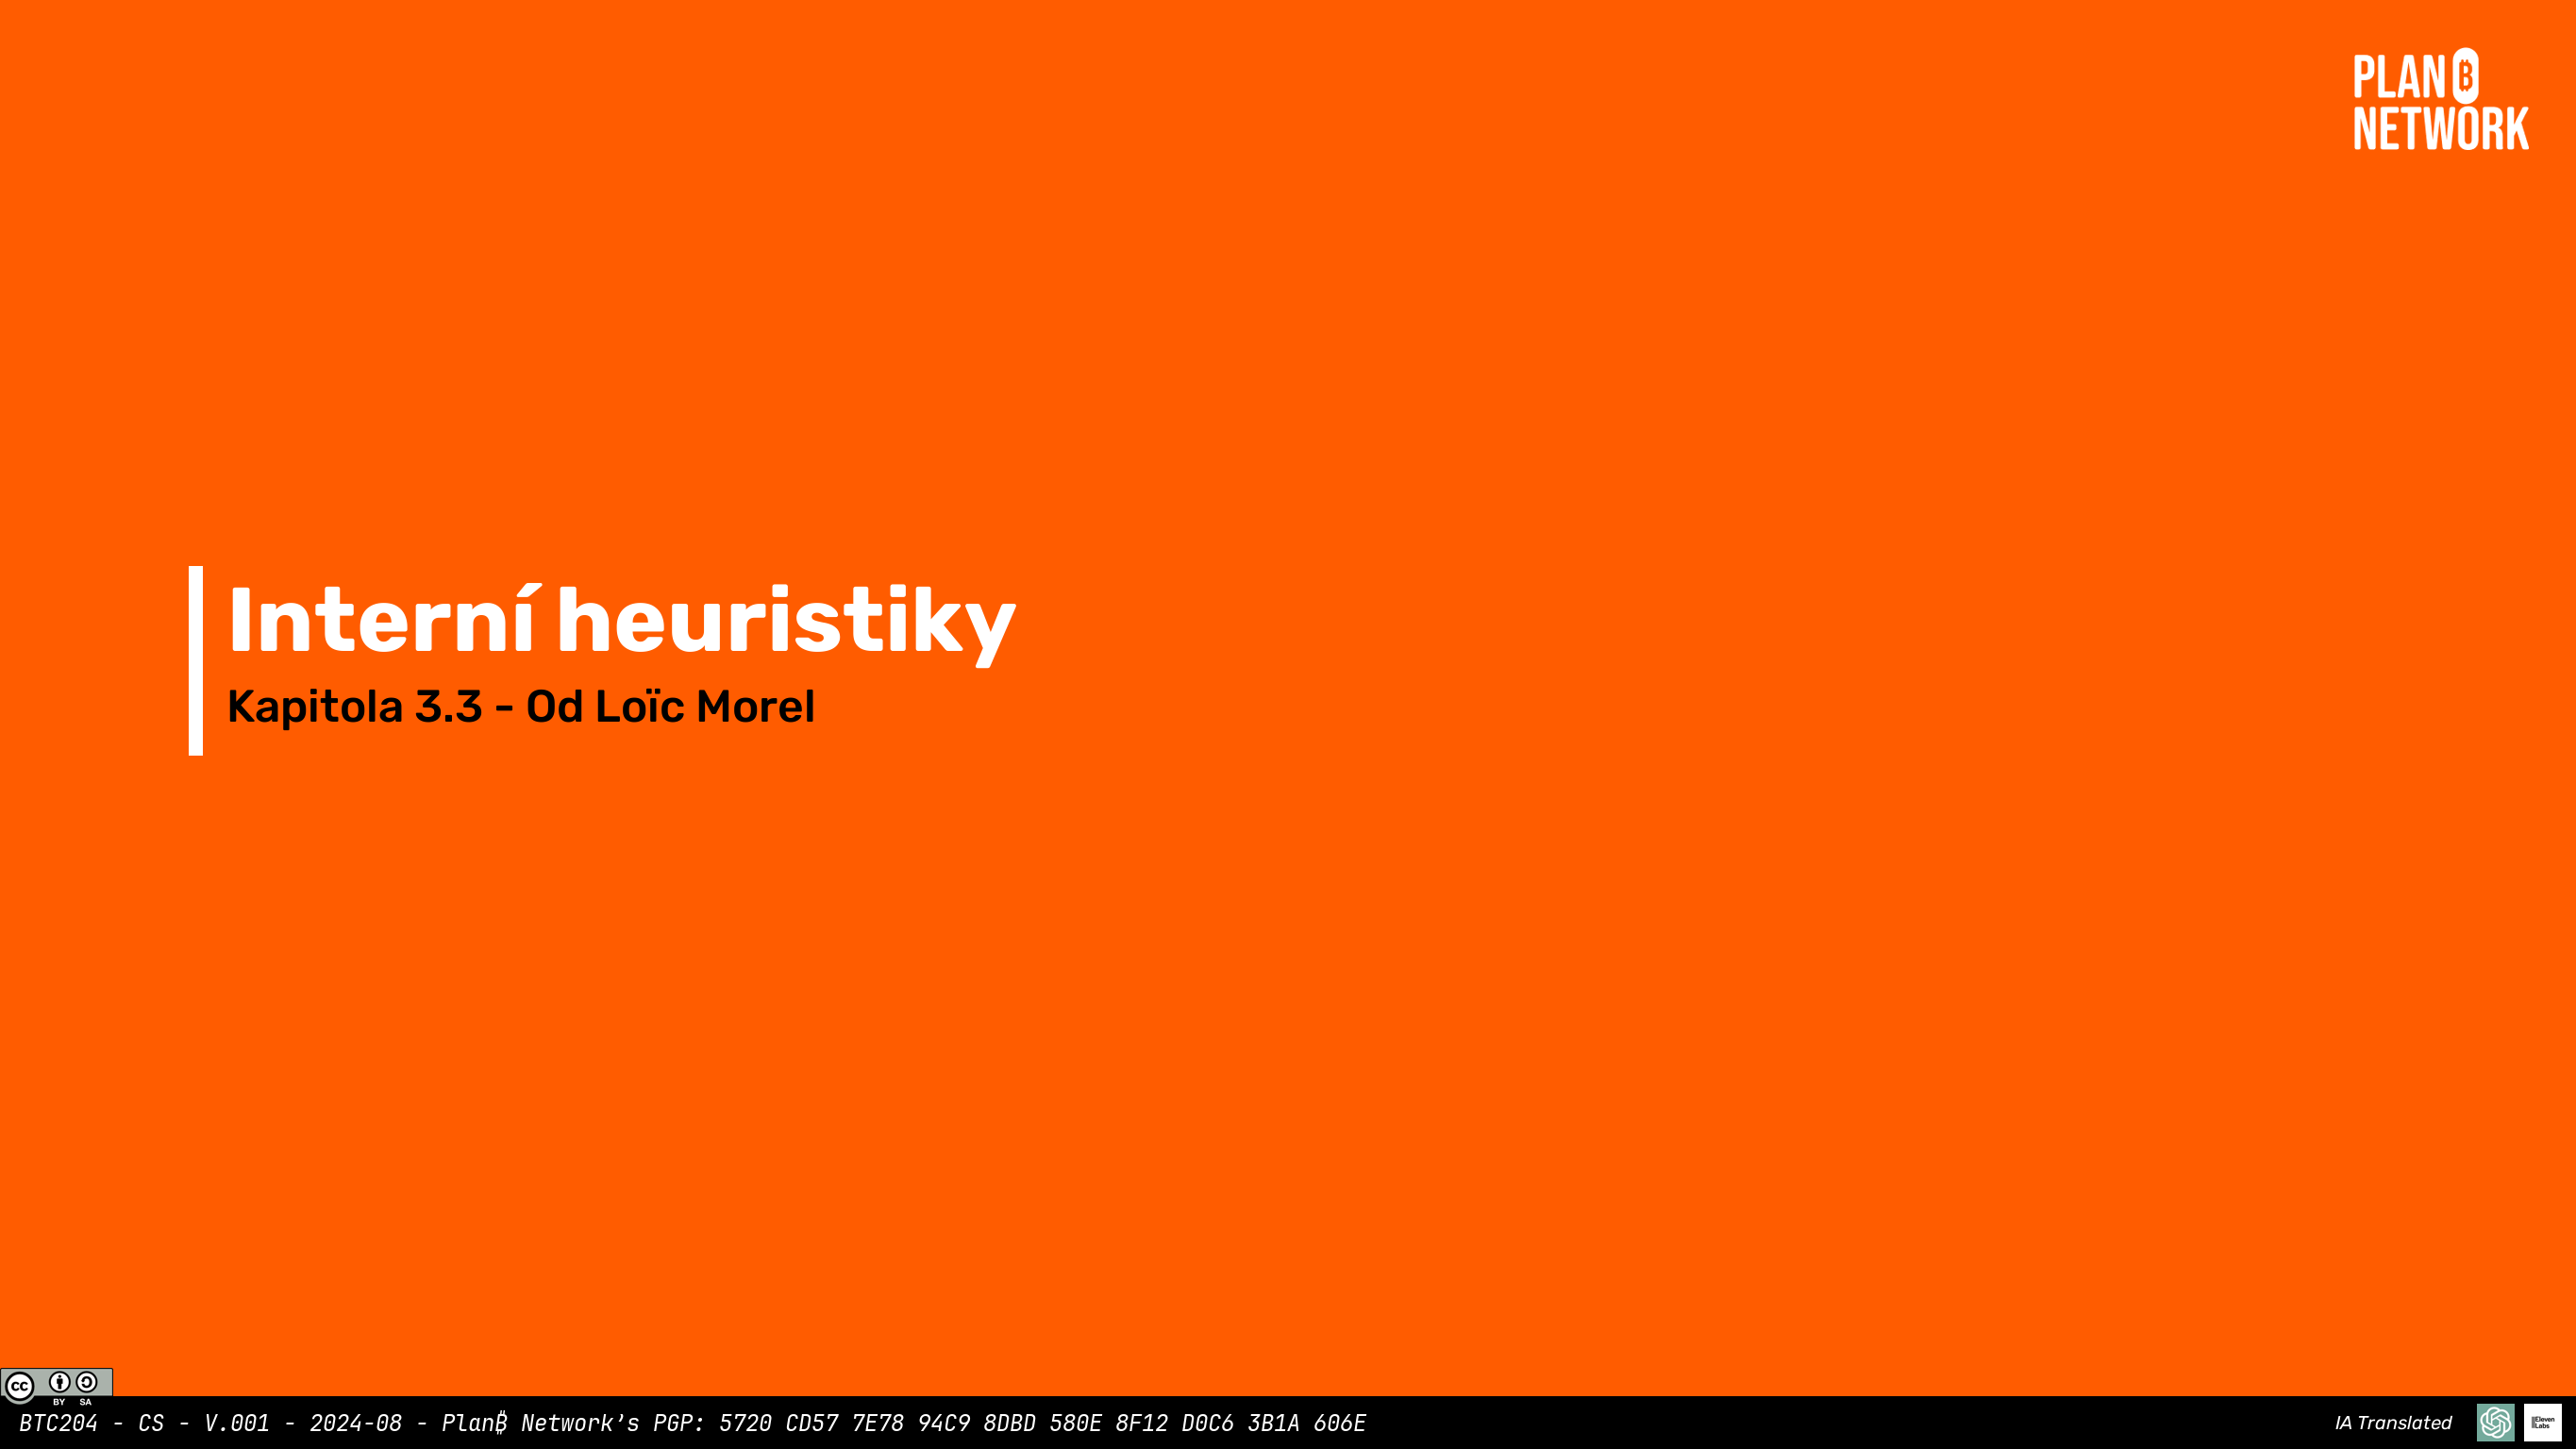 PLAN ₿
NETWORK
Interní heuristiky
Kapitola 3.3 - Od Loïc Morel
cc
BY SA
BTC204 - CS - V.001 - 2024-08 - Plan₿ Network’s PGP: 5720 CD57 7E78 94C9 8DBD 580E 8F12 D0C6 3B1A 606E
IA Translated
ElevenLabs